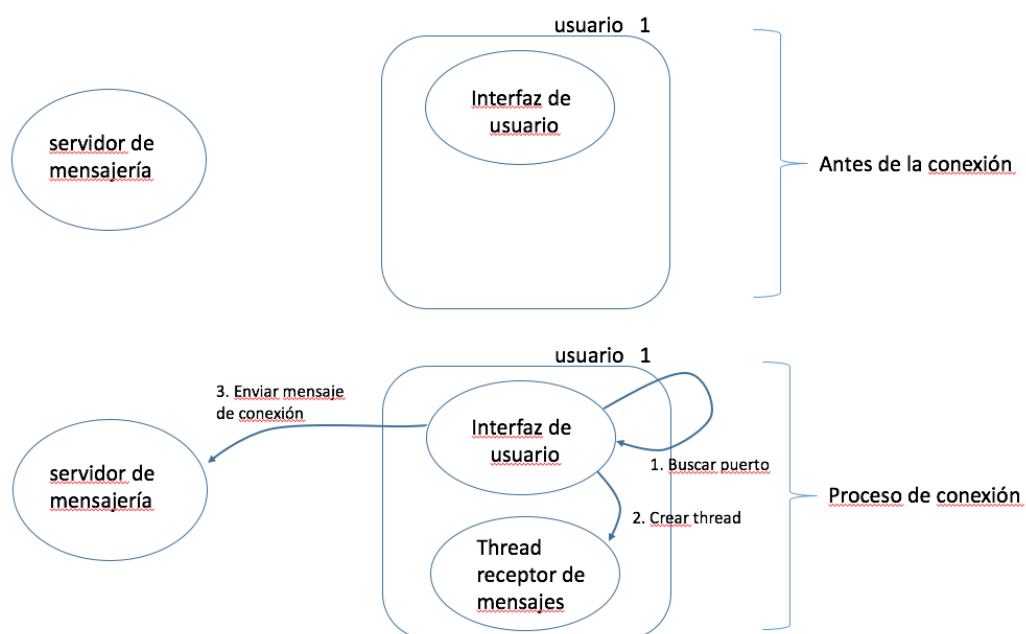 usuario 1
Interfaz de
usuario
servidor de
mensajería
Antes de la conexión
usuario 1
3. Enviar mensaje
de conexión
Interfaz de
usuario
1. Buscar puerto
servidor de
mensajería
Proceso de conexión
2. Crear thread
Thread
receptor de
mensajes